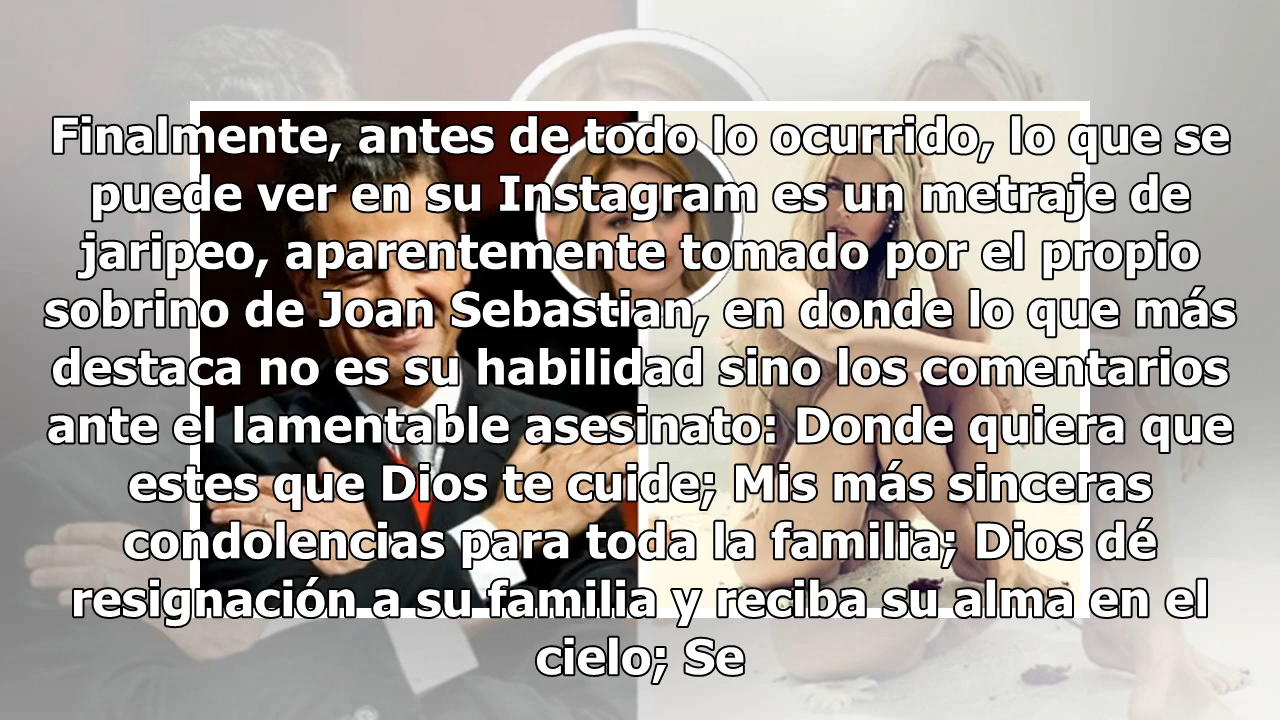 Finalmente, antes de todo lo ocurrido, lo que se
puede ver en su Instagram es un metraje de
jaripeo, aparentemente tomado por el propio
sobrino de Joan Sebastian, en donde lo que más
destaca no es su habilidad sino los comentarios
ante el lamentable asesinato: Donde quiera que
estes que Dios te cuide; Mis más sinceras
condolencias para toda la familia; Dios dé
resignación a su familia y reciba su alma en el
cielo; Se